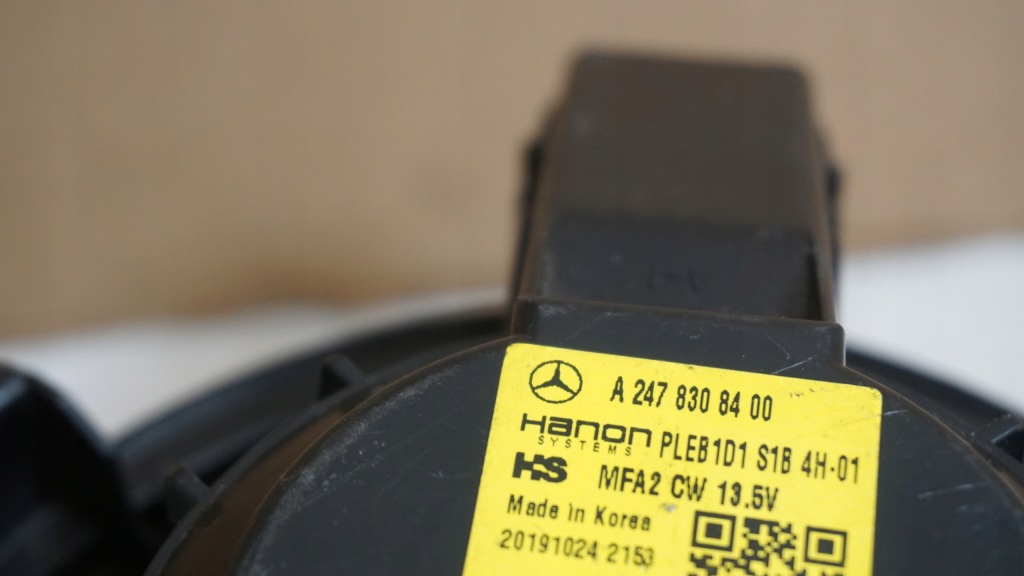 A 247 830 84 00
Hanon PLEB1D1 S1B 4H-01
SYSTEMS
HS MFA2 CW 13.5V
Made in Korea
20191024 2153